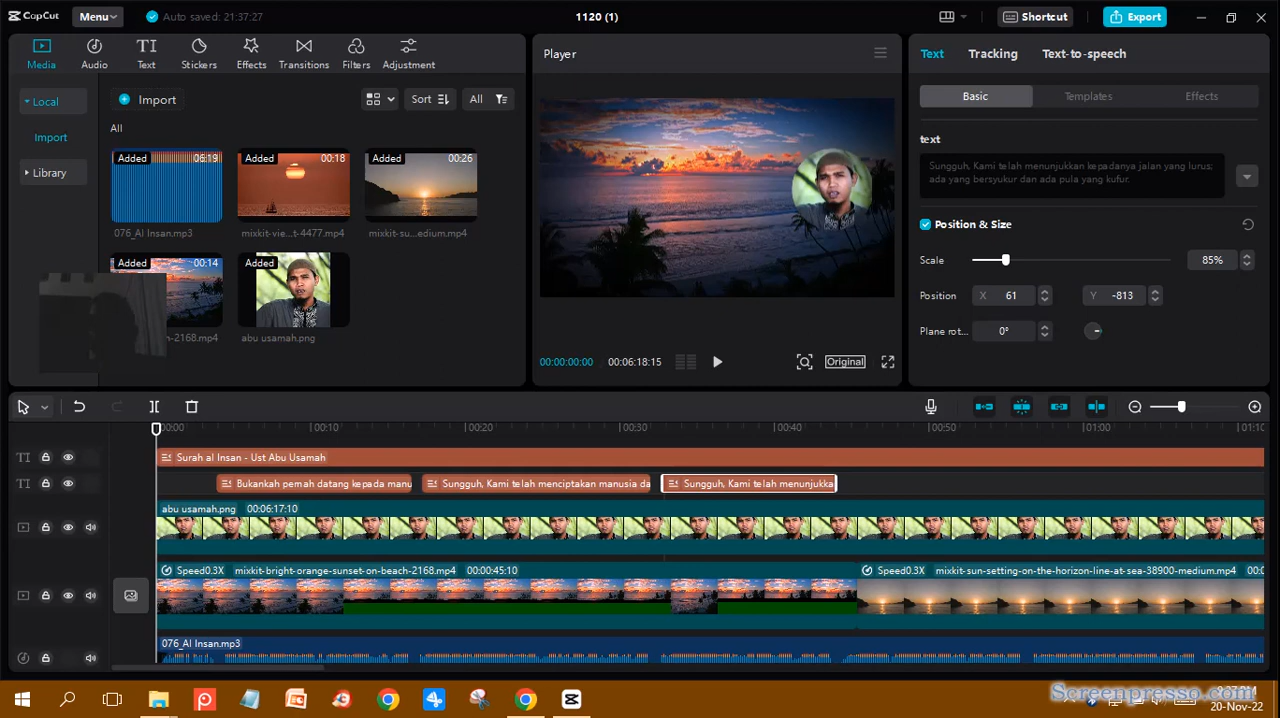 CapCut
Menu
Auto saved: 21:37:27
1120 (1)
Shortcut
Export
Media
Audio
Text
Stickers
Effects
Transitions
Filters
Adjustment
Local
Import
Library
Import
Sort
All
All
Added 06:19
076_Al Insan.mp3
Added 00:18
mixkit-vie...t-4477.mp4
Added 00:26
mixkit-su...edium.mp4
Added 00:14
-2168.mp4
Added
abu usamah.png
Player
00:00:00:00
00:06:18:15
Original
Text
Tracking
Text-to-speech
Basic
Templates
Effects
text
Sungguh, Kami telah menunjukkan kepadanya jalan yang lurus;
ada yang bersyukur dan ada pula yang kufur.
Position & Size
Scale
85%
Position
X 61
Y -813
Plane rot...
0°
00:00
00:10
00:20
00:30
00:40
00:50
01:00
01:10
Surah al Insan - Ust Abu Usamah
Bukankah pernah datang kepada manu
Sungguh, Kami telah menciptakan manusia da
Sungguh, Kami telah menunjukka
abu usamah.png 00:06:17:10
Speed0.3X mixkit-bright-orange-sunset-on-beach-2168.mp4 00:00:45:10
Speed0.3X mixkit-sun-setting-on-the-horizon-line-at-sea-38900-medium.mp4 00:0
076_Al Insan.mp3
Screenpresso.com
20-Nov-22